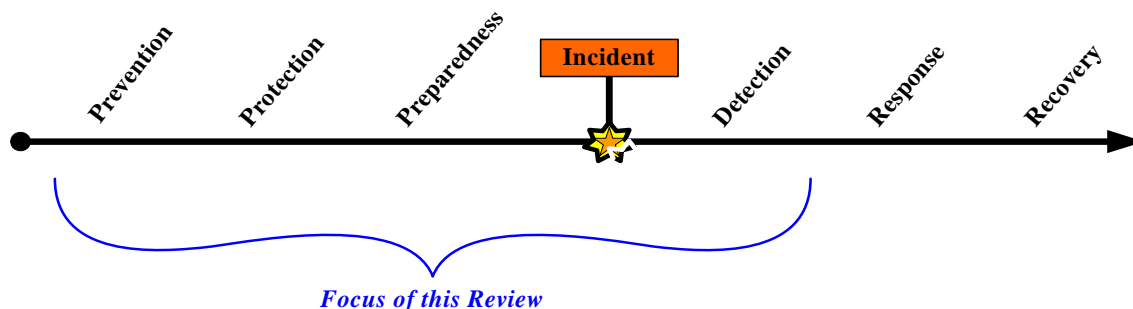 Prevention
Protection
Preparedness
Incident
Detection
Response
Recovery
Focus of this Review